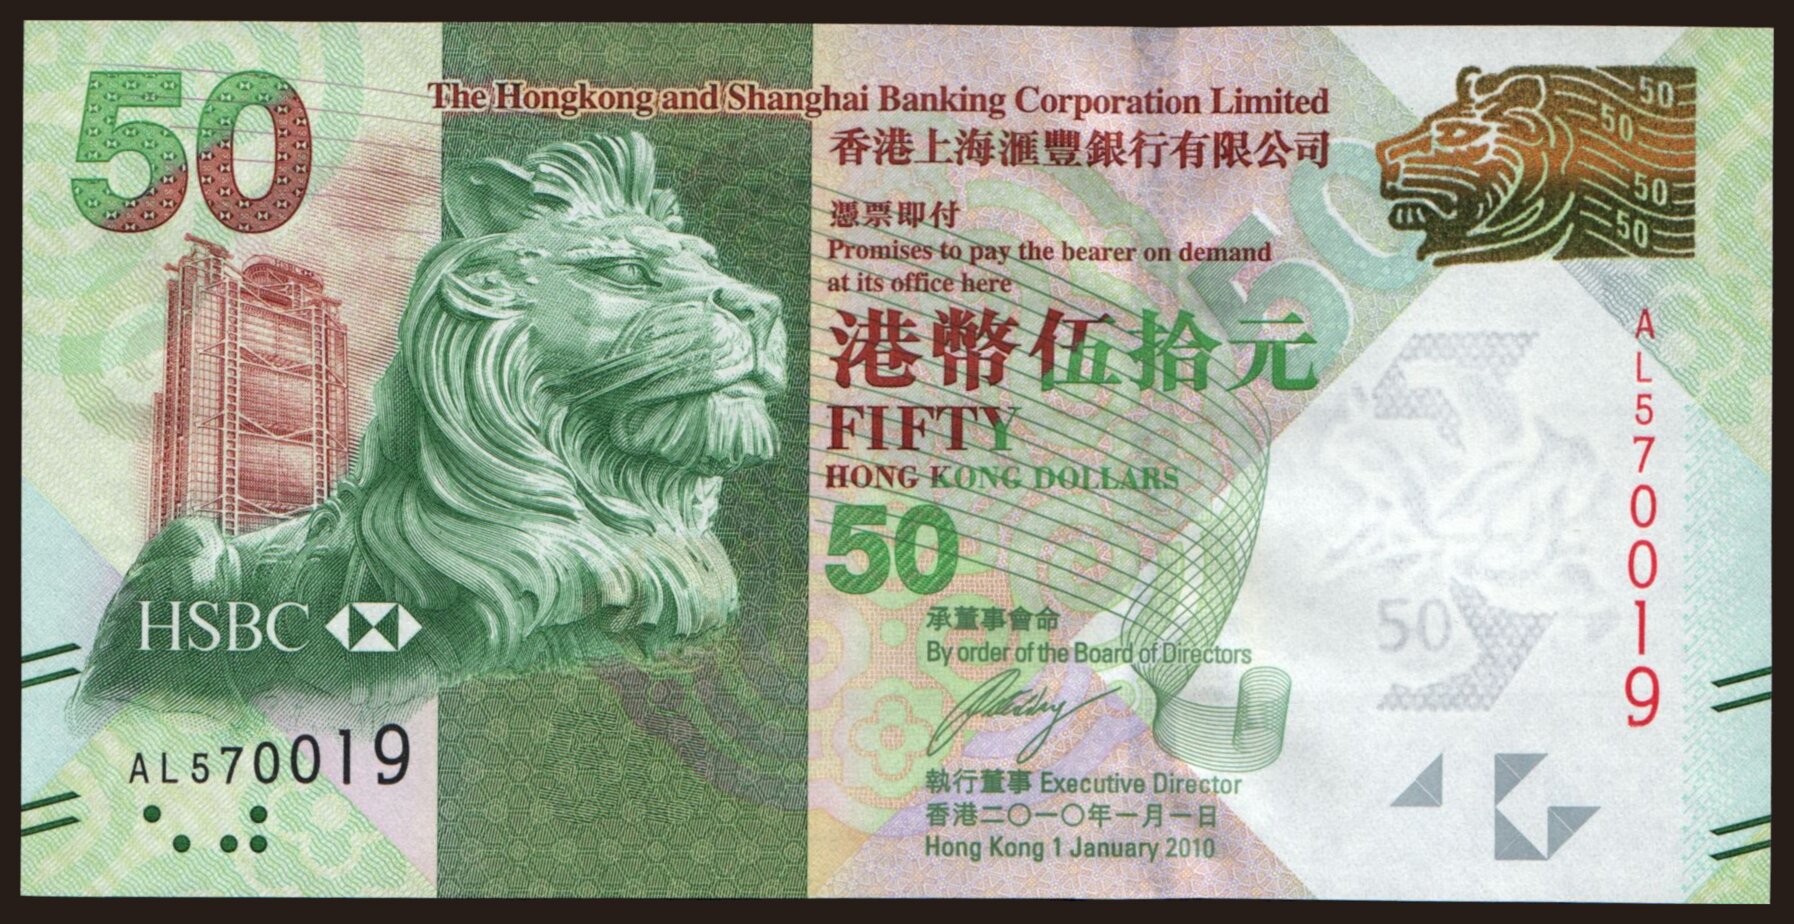 50
The Hongkong and Shanghai Banking Corporation Limited
香港上海滙豐銀行有限公司
50
50
50
50
憑票即付
Promises to pay the bearer on demand
at its office here
50
港幣伍拾元
FIFTY
HONG KONG DOLLARS
50
AL570019
50
承董事會命
By order of the Board of Directors
HSBC
執行董事 Executive Director
香港二〇一〇年一月一日
Hong Kong 1 January 2010
AL570019